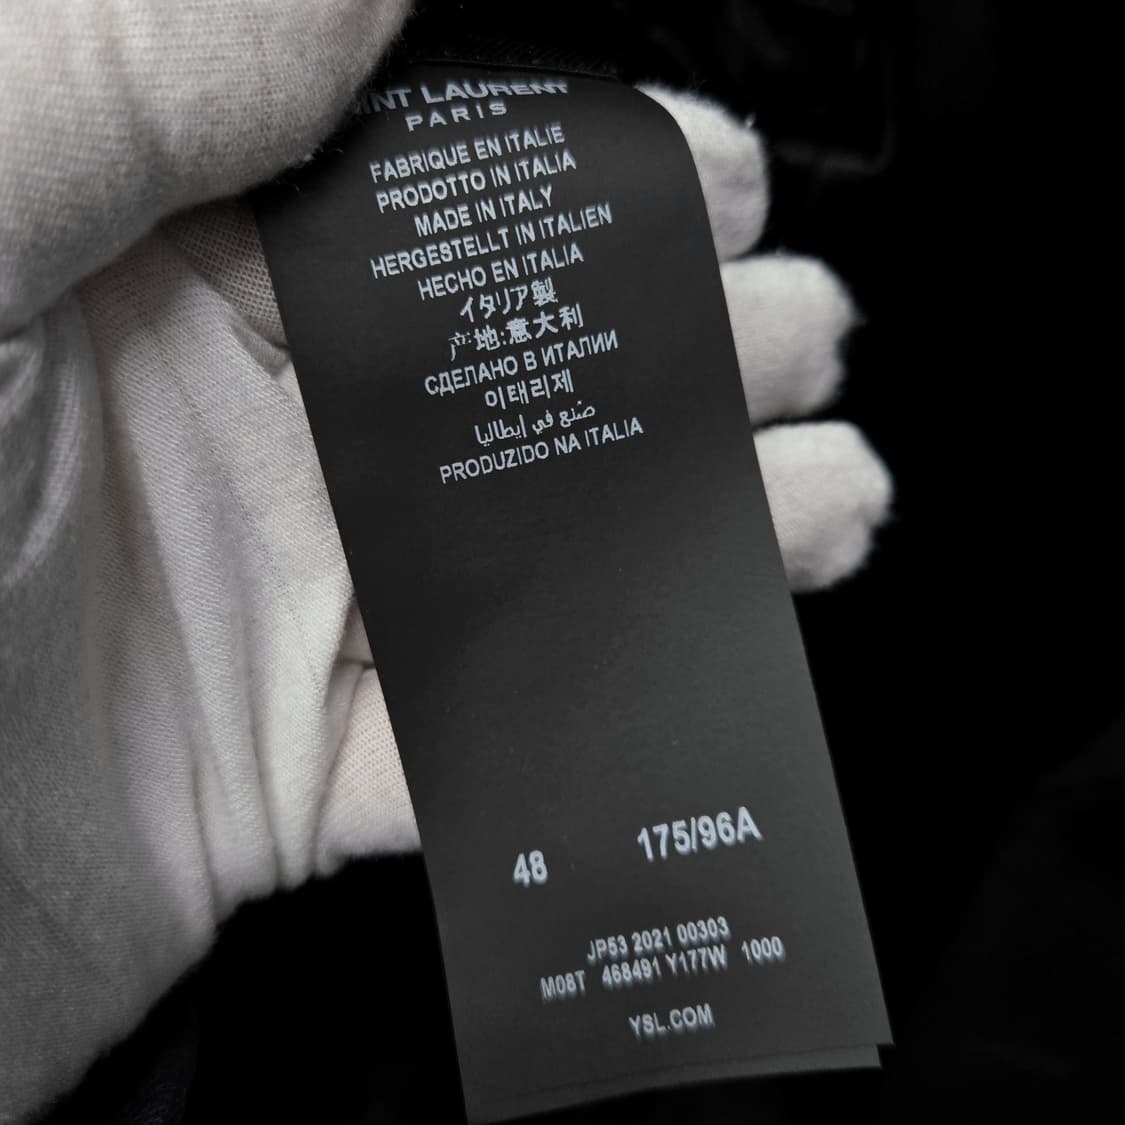 INT LAURENT
PARIS
FABRIQUE EN ITALIE
PRODOTTO IN ITALIA
MADE IN ITALY
HERGESTELLT IN ITALIEN
HECHO EN ITALIA
イタリア製
产地:意大利
СДЕЛАНО В ИТАЛИИ
이태리제
صنع في إيطاليا
PRODUZIDO NA ITALIA
48 175/96A
JP53 2021 00303
M08T 468491 Y177W 1000
YSL.COM